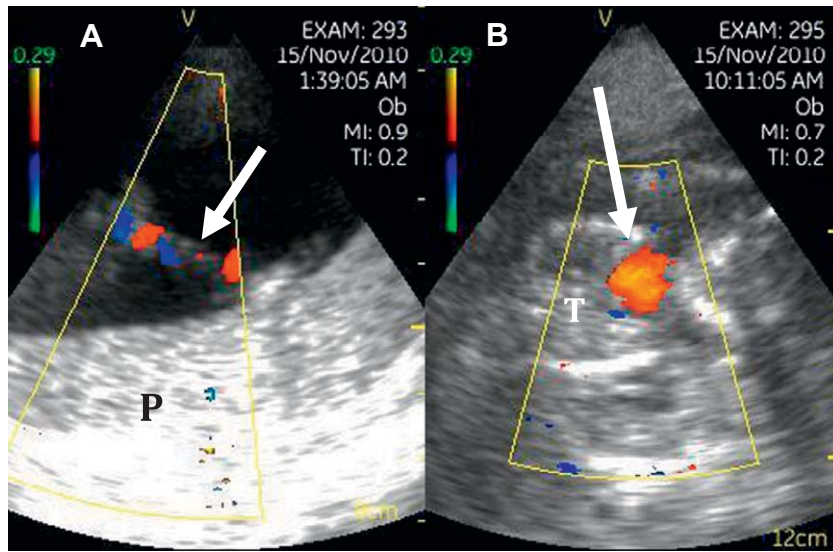 A
V
EXAM: 293
15/Nov/2010
1:39:05 AM
Ob
MI: 0.9
TI: 0.2
0.29
P
8cm
B
V
EXAM: 295
15/Nov/2010
10:11:05 AM
Ob
MI: 0.7
TI: 0.2
0.29
T
12cm